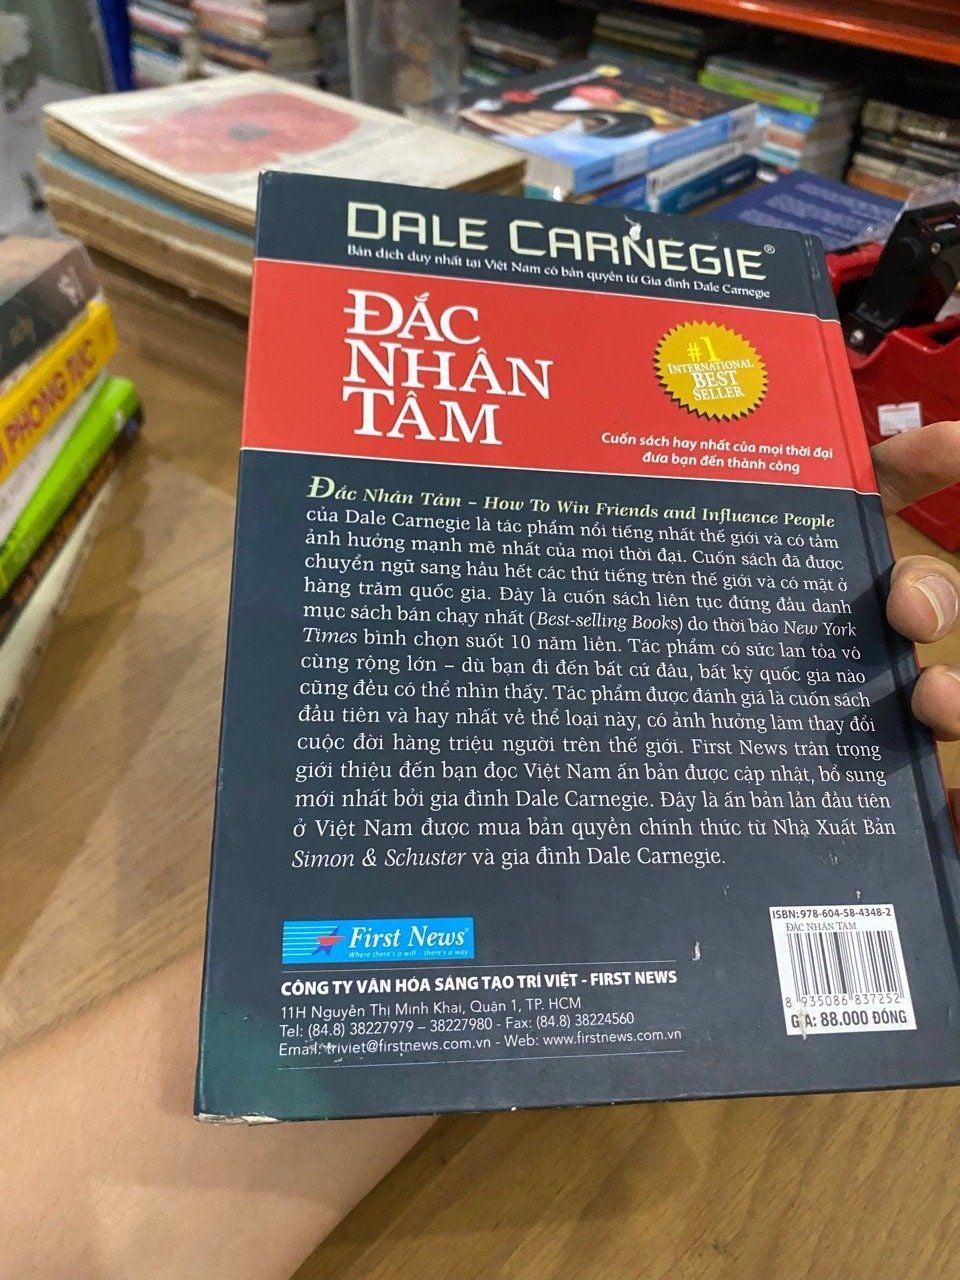 DALE CARNEGIE®
Bản dịch duy nhất tại Việt Nam có bản quyền từ Gia đình Dale Carnegie
ĐẮC
NHÂN
TÂM
#1
INTERNATIONAL
BEST
SELLER
Cuốn sách hay nhất của mọi thời đại
đưa bạn đến thành công
Đắc Nhân Tâm – How To Win Friends and Influence People
của Dale Carnegie là tác phẩm nổi tiếng nhất thế giới và có tầm
ảnh hưởng mạnh mẽ nhất của mọi thời đại. Cuốn sách đã được
chuyển ngữ sang hầu hết các thứ tiếng trên thế giới và có mặt ở
hàng trăm quốc gia. Đây là cuốn sách liên tục đứng đầu danh
mục sách bán chạy nhất (Best-selling Books) do thời báo New York
Times bình chọn suốt 10 năm liền. Tác phẩm có sức lan tỏa vô
cùng rộng lớn – dù bạn đi đến bất cứ đâu, bất kỳ quốc gia nào
cũng đều có thể nhìn thấy. Tác phẩm được đánh giá là cuốn sách
đầu tiên và hay nhất về thể loại này, có ảnh hưởng làm thay đổi
cuộc đời hàng triệu người trên thế giới. First News trân trọng
giới thiệu đến bạn đọc Việt Nam ấn bản được cập nhật, bổ sung
mới nhất bởi gia đình Dale Carnegie. Đây là ấn bản lần đầu tiên
ở Việt Nam được mua bản quyền chính thức từ Nhà Xuất Bản
Simon & Schuster và gia đình Dale Carnegie.
First News®
Where there's a will - there's a way
CÔNG TY VĂN HÓA SÁNG TẠO TRÍ VIỆT - FIRST NEWS
11H Nguyễn Thị Minh Khai, Quận 1, TP. HCM
Tel: (84.8) 38227979 – 38227980 - Fax: (84.8) 38224560
Email: triviet@firstnews.com.vn - Web: www.firstnews.com.vn
ISBN: 978-604-58-4348-2
ĐẮC NHÂN TÂM
8 935086 837252
GIÁ: 88.000 ĐỒNG
PHONG TỤC